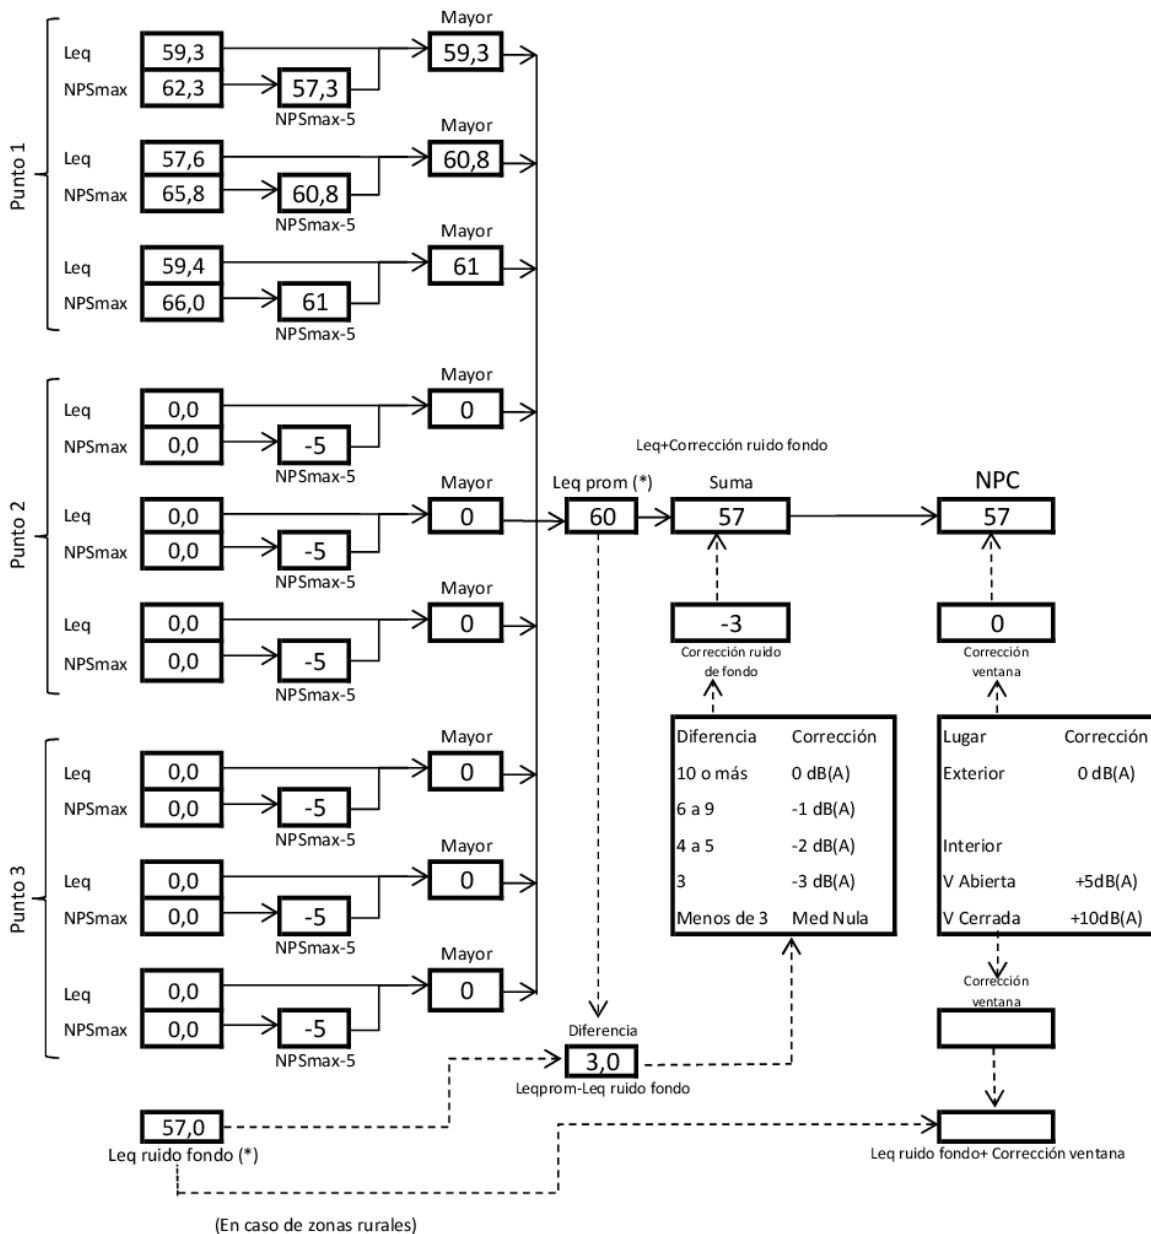 Punto 1
Mayor
Leq 59,3 59,3
NPSmax 62,3 57,3
NPSmax-5
Mayor
Leq 57,6 60,8
NPSmax 65,8 60,8
NPSmax-5
Mayor
Leq 59,4 61
NPSmax 66,0 61
NPSmax-5
Punto 2
Mayor
Leq 0,0 0
NPSmax 0,0 -5
NPSmax-5
Mayor
Leq 0,0 0
NPSmax 0,0 -5
NPSmax-5
Mayor
Leq 0,0 0
NPSmax 0,0 -5
NPSmax-5
Punto 3
Mayor
Leq 0,0 0
NPSmax 0,0 -5
NPSmax-5
Mayor
Leq 0,0 0
NPSmax 0,0 -5
NPSmax-5
Mayor
Leq 0,0 0
NPSmax 0,0 -5
NPSmax-5
57,0
Leq ruido fondo (*)
(En caso de zonas rurales)
Leq prom (*)
60
Diferencia
3,0
Leqprom-Leq ruido fondo
Leq+Corrección ruido fondo
Suma
57
-3
Corrección ruido
de fondo
Diferencia Corrección
10 o más 0 dB(A)
6 a 9 -1 dB(A)
4 a 5 -2 dB(A)
3 -3 dB(A)
Menos de 3 Med Nula
NPC
57
0
Corrección
ventana
Lugar Corrección
Exterior 0 dB(A)
Interior
V Abierta +5dB(A)
V Cerrada +10dB(A)
Corrección
ventana
Leq ruido fondo+ Corrección ventana